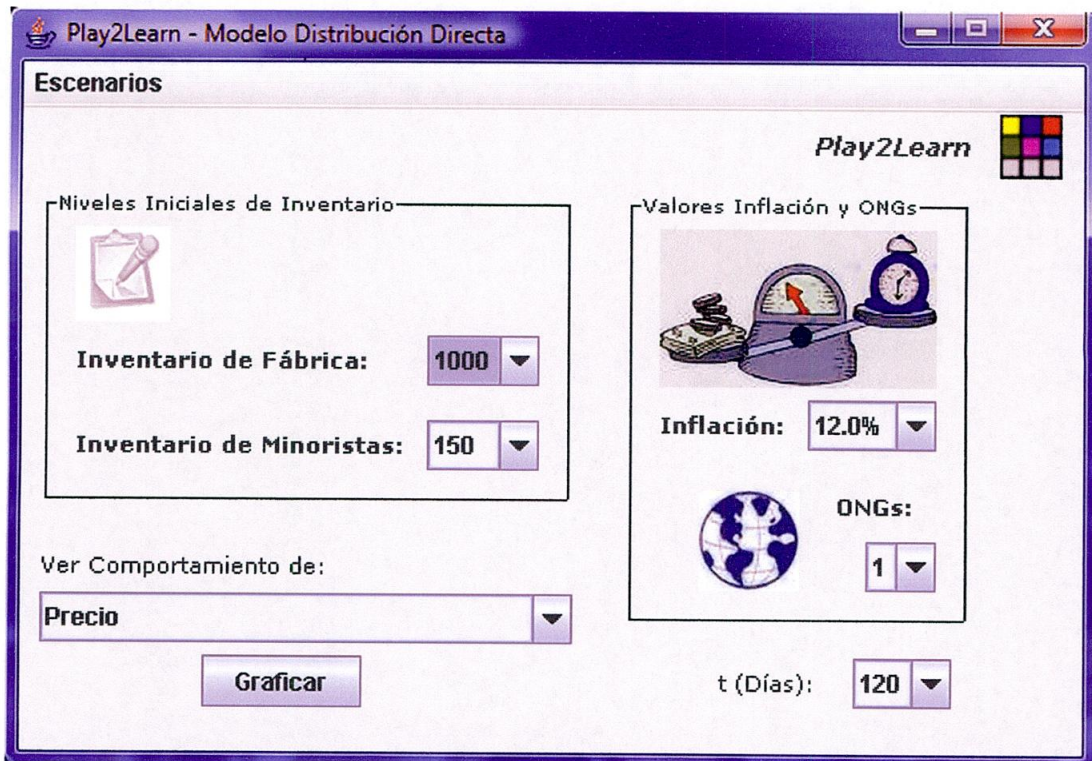 Play2Learn - Modelo Distribución Directa
Escenarios
Play2Learn
Niveles Iniciales de Inventario
Inventario de Fábrica: 1000
Inventario de Minoristas: 150
Valores Inflación y ONGs
Inflación: 12.0%
ONGs:
1
Ver Comportamiento de:
Precio
Graficar
t (Días): 120